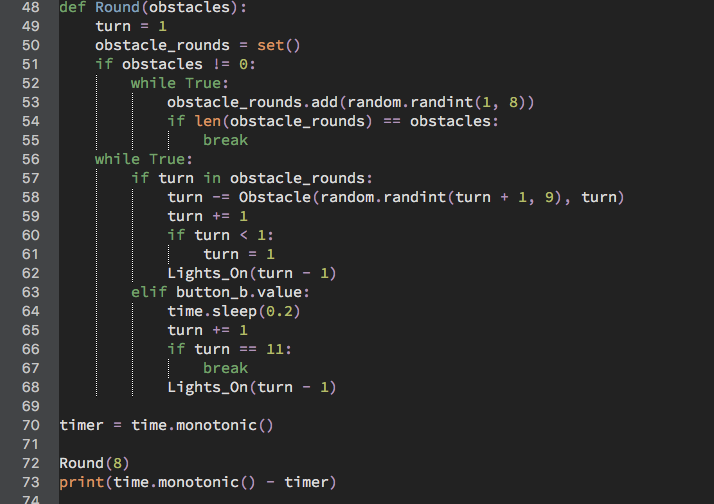 48 def Round(obstacles):
49     turn = 1
50     obstacle_rounds = set()
51     if obstacles != 0:
52         while True:
53             obstacle_rounds.add(random.randint(1, 8))
54             if len(obstacle_rounds) == obstacles:
55                 break
56     while True:
57         if turn in obstacle_rounds:
58             turn -= Obstacle(random.randint(turn + 1, 9), turn)
59             turn += 1
60             if turn < 1:
61                 turn = 1
62             Lights_On(turn - 1)
63         elif button_b.value:
64             time.sleep(0.2)
65             turn += 1
66             if turn == 11:
67                 break
68             Lights_On(turn - 1)
69
70 timer = time.monotonic()
71
72 Round(8)
73 print(time.monotonic() - timer)
74